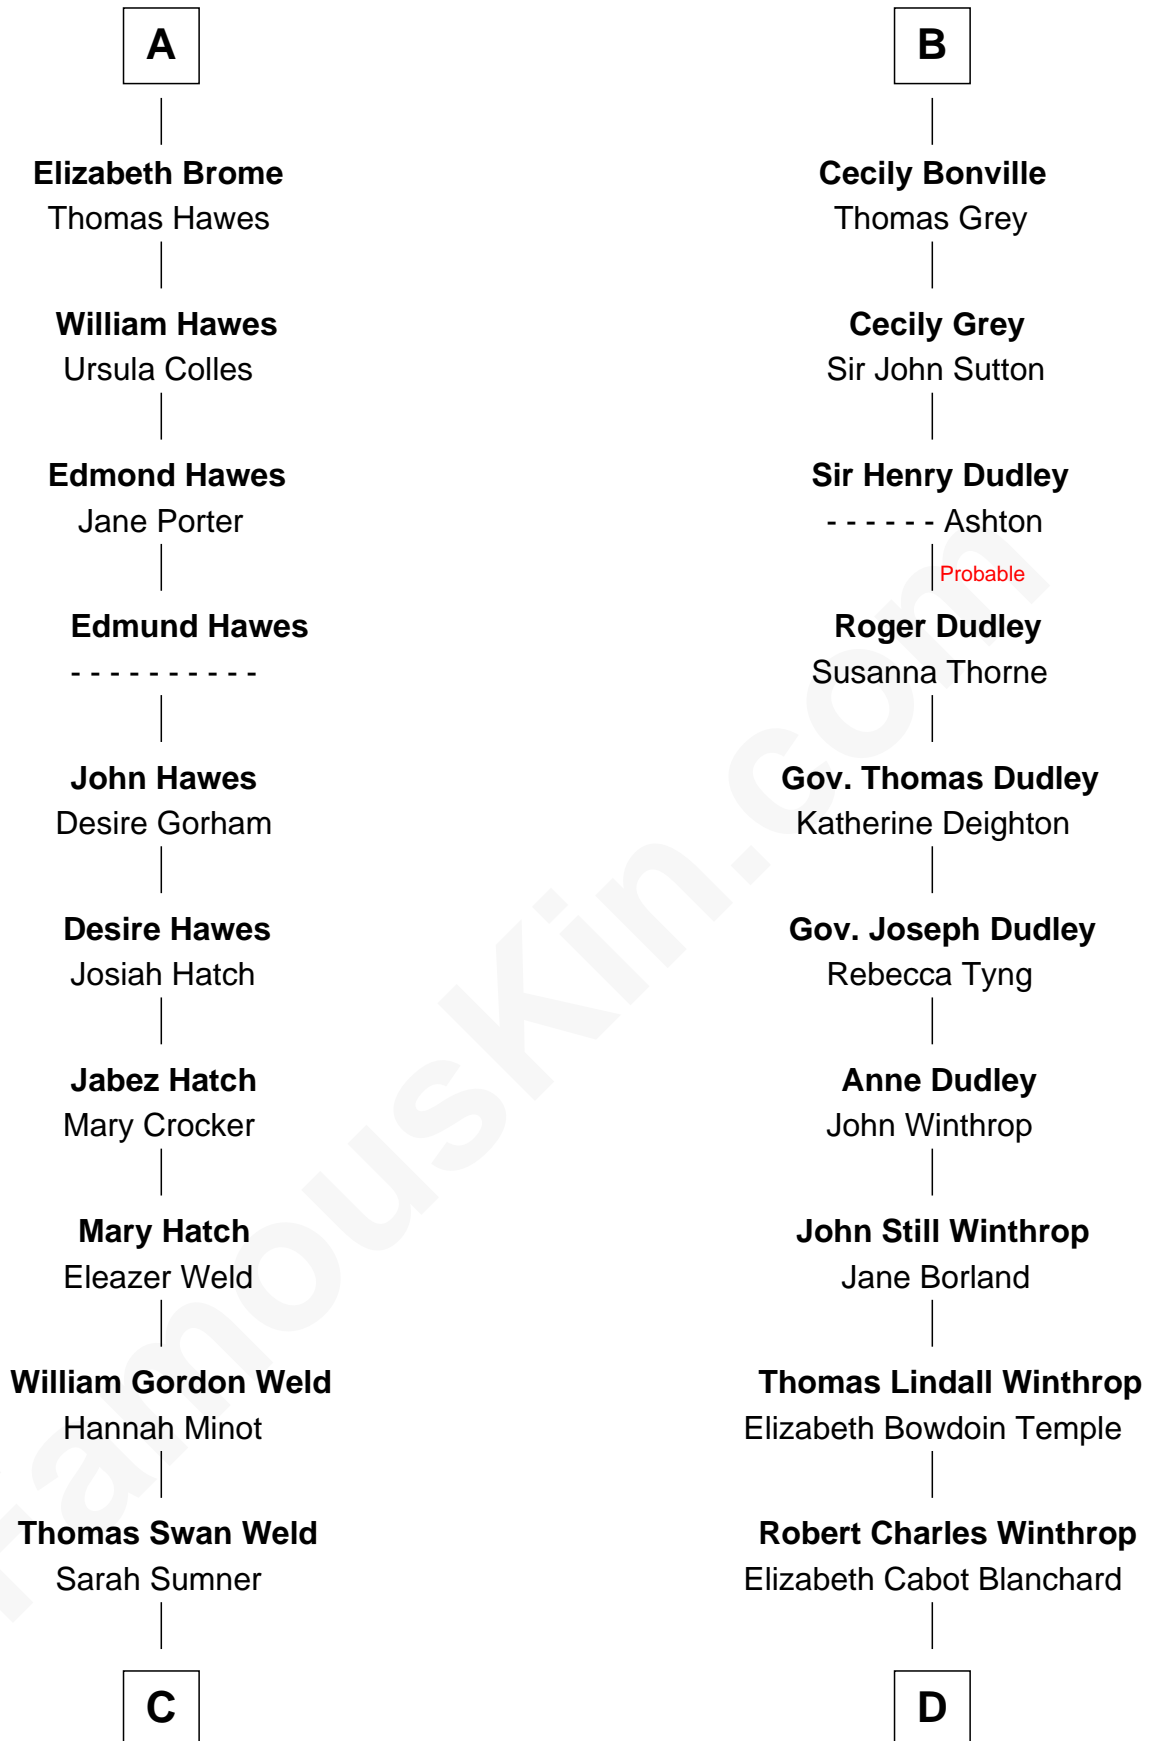 A
Elizabeth Brome
Thomas Hawes
William Hawes
Ursula Colles
Edmond Hawes
Jane Porter
Edmund Hawes
- - - - - - - - - -
John Hawes
Desire Gorham
Desire Hawes
Josiah Hatch
Jabez Hatch
Mary Crocker
Mary Hatch
Eleazer Weld
William Gordon Weld
Hannah Minot
Thomas Swan Weld
Sarah Sumner
C
B
Cecily Bonville
Thomas Grey
Cecily Grey
Sir John Sutton
Sir Henry Dudley
- - - - - - Ashton
Probable
Roger Dudley
Susanna Thorne
Gov. Thomas Dudley
Katherine Deighton
Gov. Joseph Dudley
Rebecca Tyng
Anne Dudley
John Winthrop
John Still Winthrop
Jane Borland
Thomas Lindall Winthrop
Elizabeth Bowdoin Temple
Robert Charles Winthrop
Elizabeth Cabot Blanchard
D
FamousKin.com